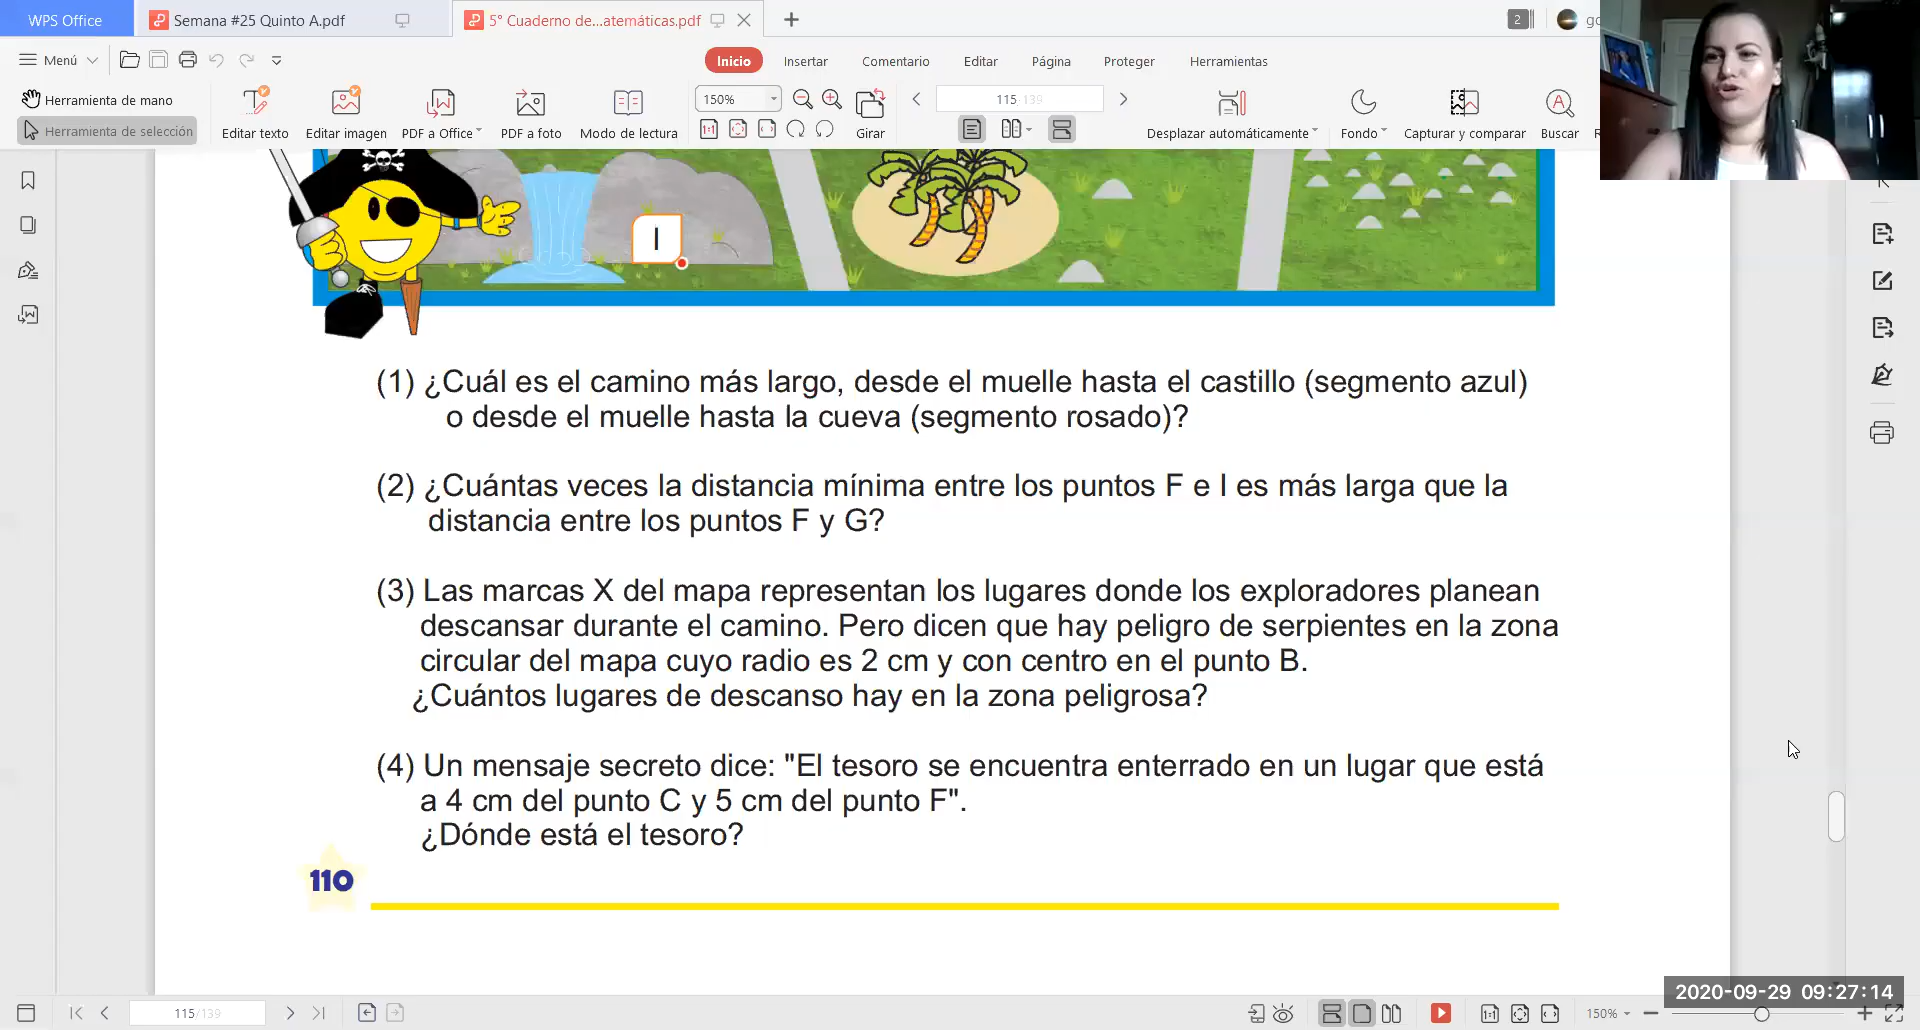 WPS Office
Semana #25 Quinto A.pdf
5° Cuaderno de...atemáticas.pdf
2
Menú
Inicio
Insertar
Comentario
Editar
Página
Proteger
Herramientas
Herramienta de mano
Herramienta de selección
Editar texto
Editar imagen
PDF a Office
PDF a foto
Modo de lectura
150%
Girar
115/139
Desplazar automáticamente
Fondo
Capturar y comparar
Buscar
I
(1) ¿Cuál es el camino más largo, desde el muelle hasta el castillo (segmento azul)
o desde el muelle hasta la cueva (segmento rosado)?
(2) ¿Cuántas veces la distancia mínima entre los puntos F e I es más larga que la
distancia entre los puntos F y G?
(3) Las marcas X del mapa representan los lugares donde los exploradores planean
descansar durante el camino. Pero dicen que hay peligro de serpientes en la zona
circular del mapa cuyo radio es 2 cm y con centro en el punto B.
¿Cuántos lugares de descanso hay en la zona peligrosa?
(4) Un mensaje secreto dice: "El tesoro se encuentra enterrado en un lugar que está
a 4 cm del punto C y 5 cm del punto F".
¿Dónde está el tesoro?
110
115/139
150%
2020-09-29 09:27:14